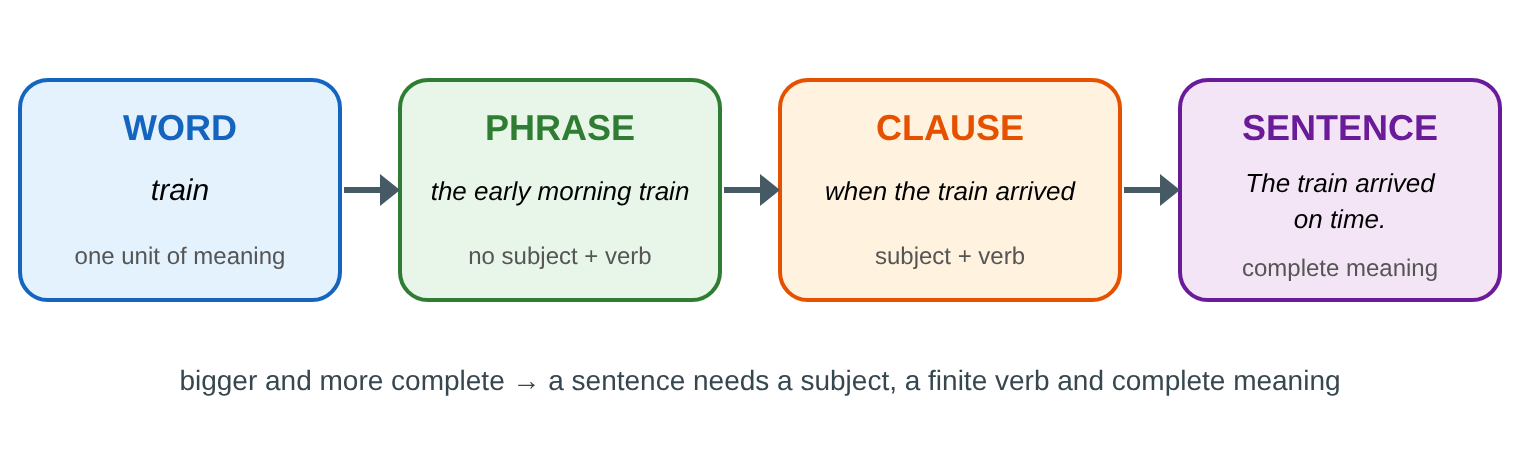 WORD
train
one unit of meaning
PHRASE
the early morning train
no subject + verb
CLAUSE
when the train arrived
subject + verb
SENTENCE
The train arrived
on time.
complete meaning
bigger and more complete → a sentence needs a subject, a finite verb and complete meaning